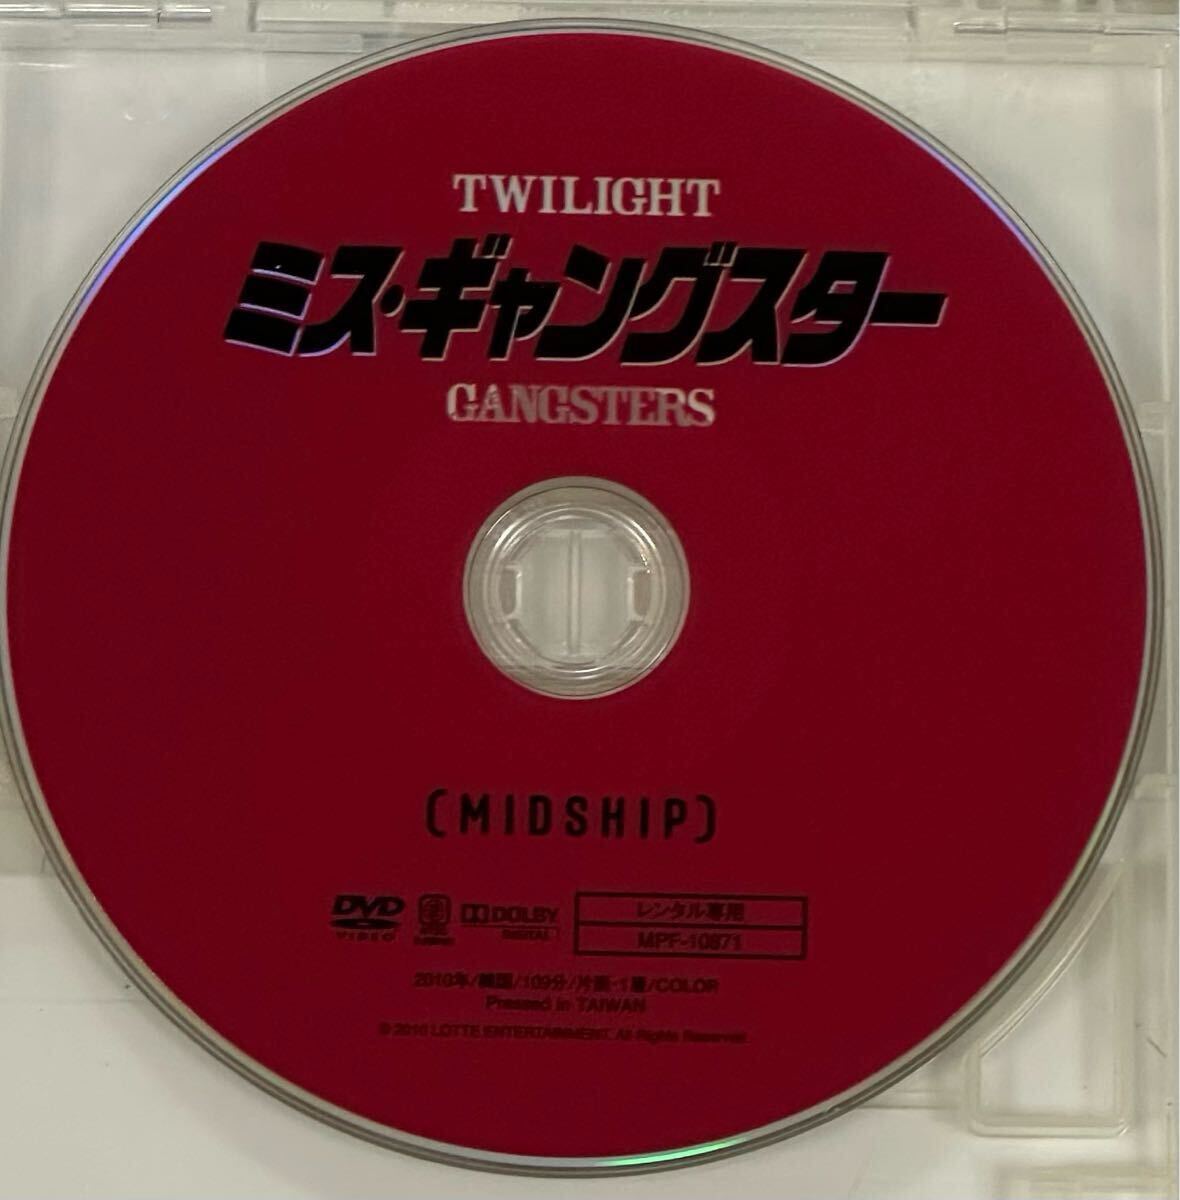 TWILIGHT
ミス・ギャングスター
GANGSTERS
(MIDSHIP)
DVD VIDEO
DOLBY DIGITAL
レンタル専用
MPF-10871
2010年/韓国/109分/片面・1層/COLOR
Pressed in TAIWAN
© 2010 LOTTE ENTERTAINMENT. All Rights Reserved.